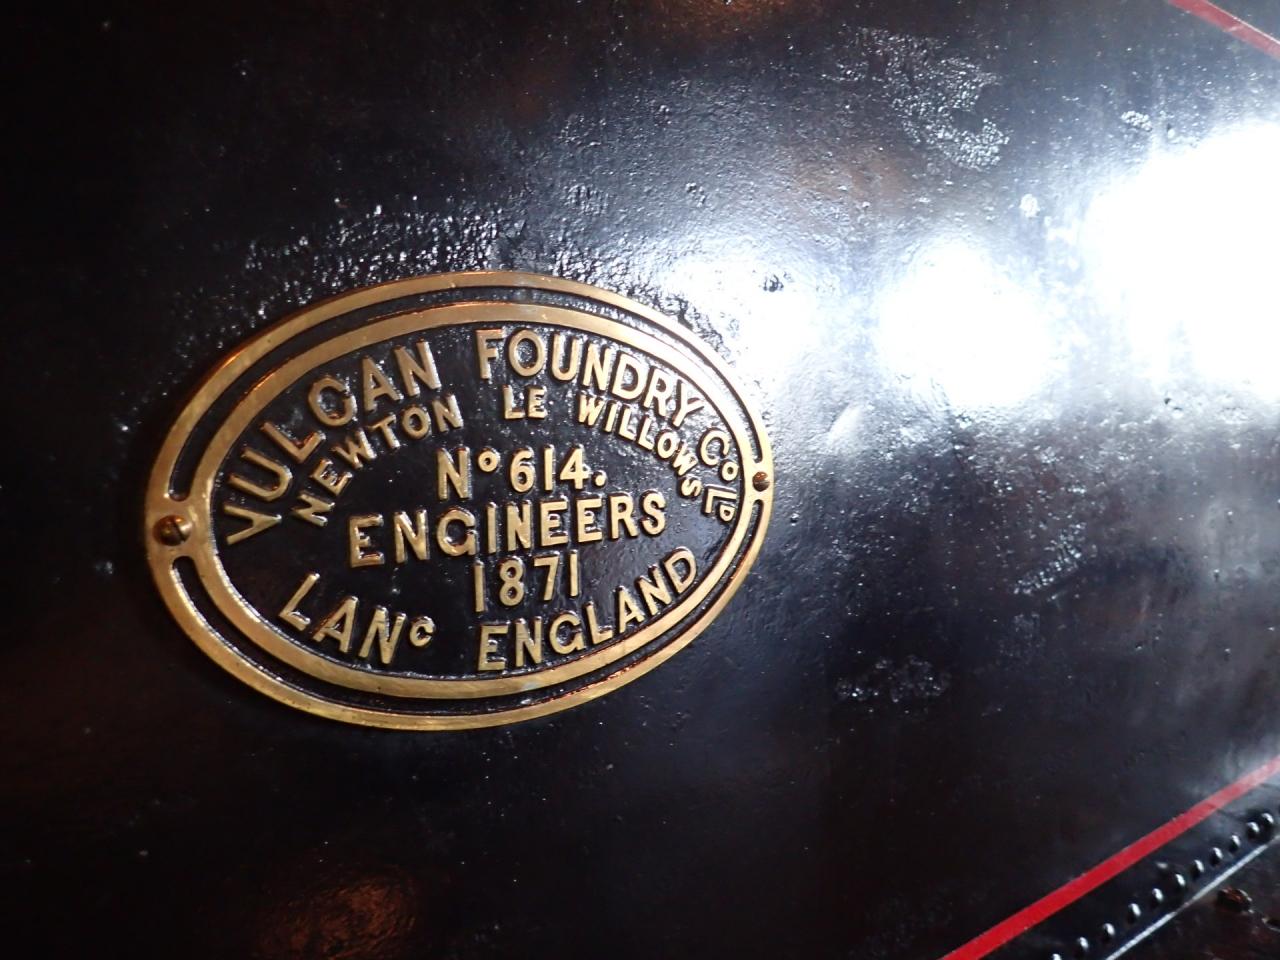 VULCAN FOUNDRY Co LD
NEWTON LE WILLOWS
No 614.
ENGINEERS
1871
LANc ENGLAND